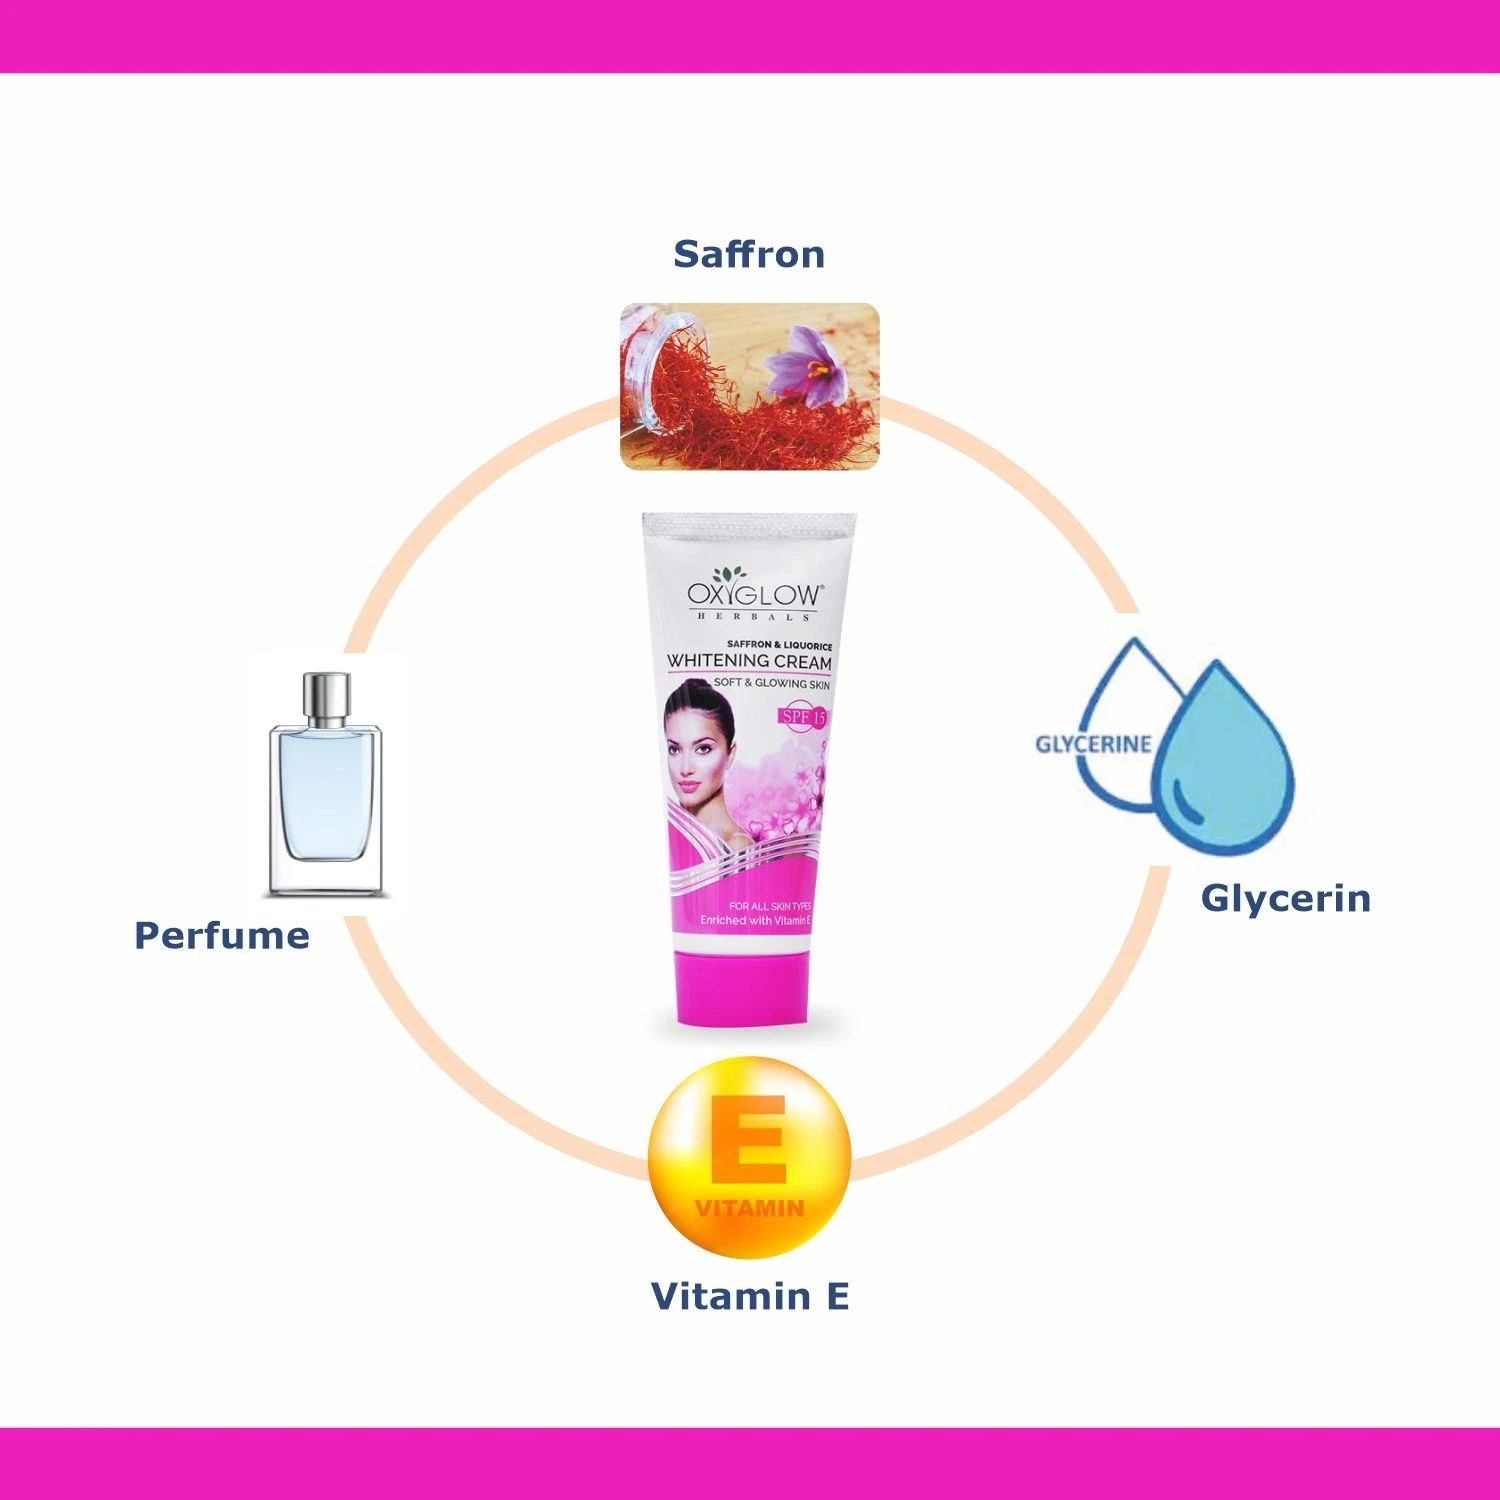 Saffron
OXYGLOW®
HERBALS
SAFFRON & LIQUORICE
WHITENING CREAM
SOFT & GLOWING SKIN
SPF 15
FOR ALL SKIN TYPES
Enriched with Vitamin E
GLYCERINE
Glycerin
Perfume
E
VITAMIN
Vitamin E